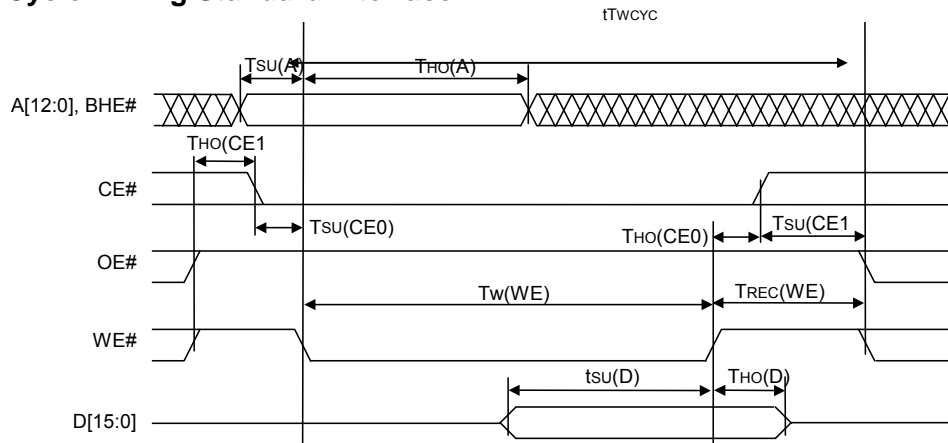 tTWCYC
TSU(A)
THO(A)
A[12:0], BHE#
THO(CE1
CE#
TSU(CE0)
THO(CE0)
TSU(CE1
OE#
TW(WE)
TREC(WE)
WE#
tSU(D)
THO(D)
D[15:0]